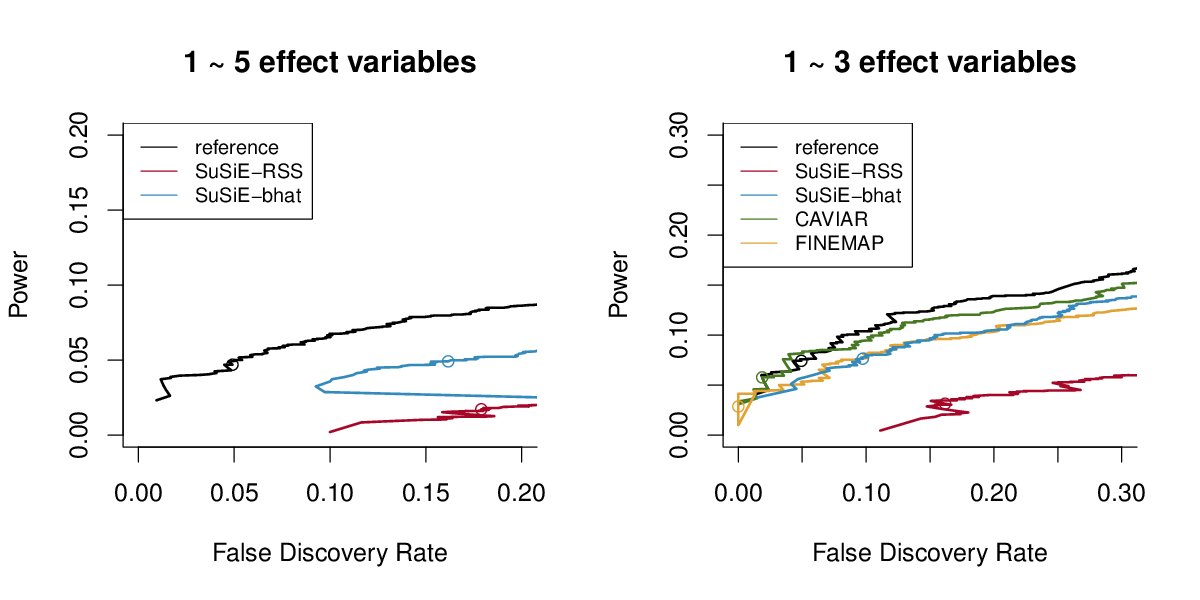 1 ~ 5 effect variables
reference
SuSiE−RSS
SuSiE−bhat
0.00
0.05
0.10
0.15
0.20
Power
0.00 0.05 0.10 0.15 0.20
False Discovery Rate
1 ~ 3 effect variables
reference
SuSiE−RSS
SuSiE−bhat
CAVIAR
FINEMAP
0.00
0.10
0.20
0.30
Power
0.00 0.10 0.20 0.30
False Discovery Rate